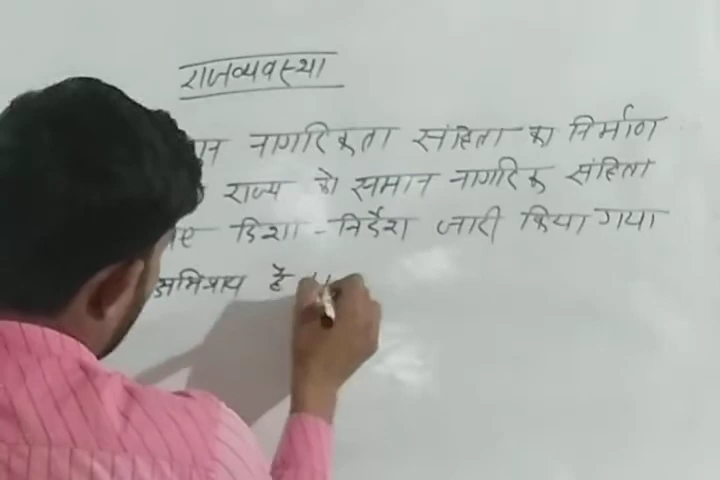 राजव्यवस्था
नागरिकता संहिता का निर्माण
राज्य को समान नागरिक संहिता
दिशा - निर्देश जारी किया गया
अभिप्राय है